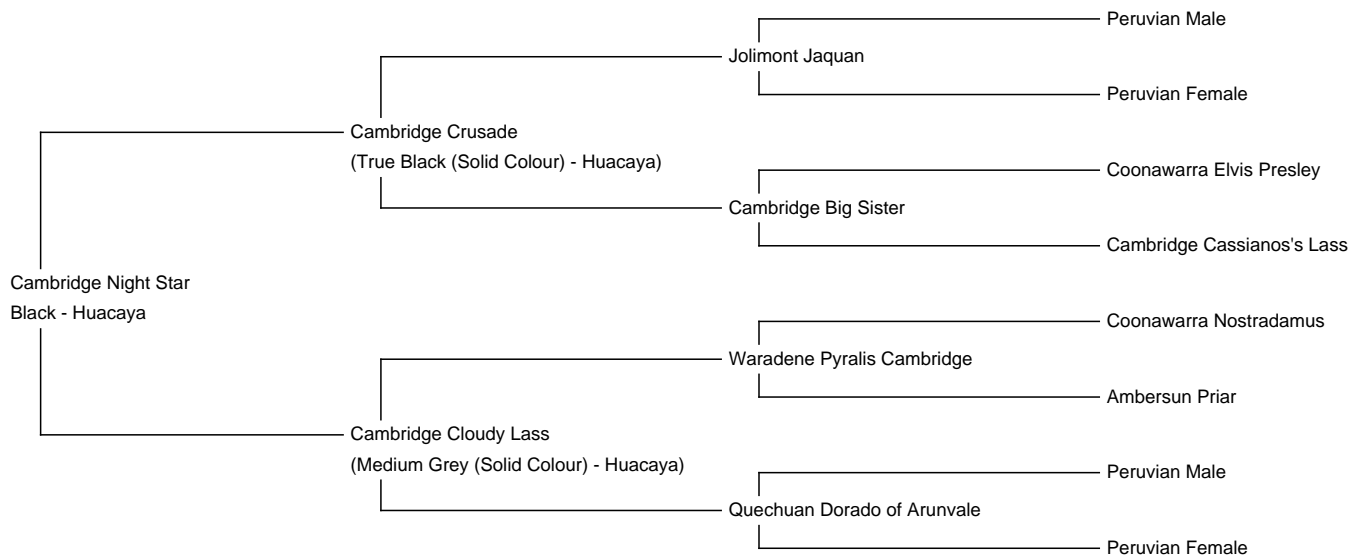 Peruvian Male
Jolimont Jaquan
Peruvian Female
Cambridge Crusade
(True Black (Solid Colour) - Huacaya)
Coonawarra Elvis Presley
Cambridge Big Sister
Cambridge Cassianos's Lass
Cambridge Night Star
Black - Huacaya
Coonawarra Nostradamus
Waradene Pyralis Cambridge
Ambersun Priar
Cambridge Cloudy Lass
(Medium Grey (Solid Colour) - Huacaya)
Peruvian Male
Quechuan Dorado of Arunvale
Peruvian Female